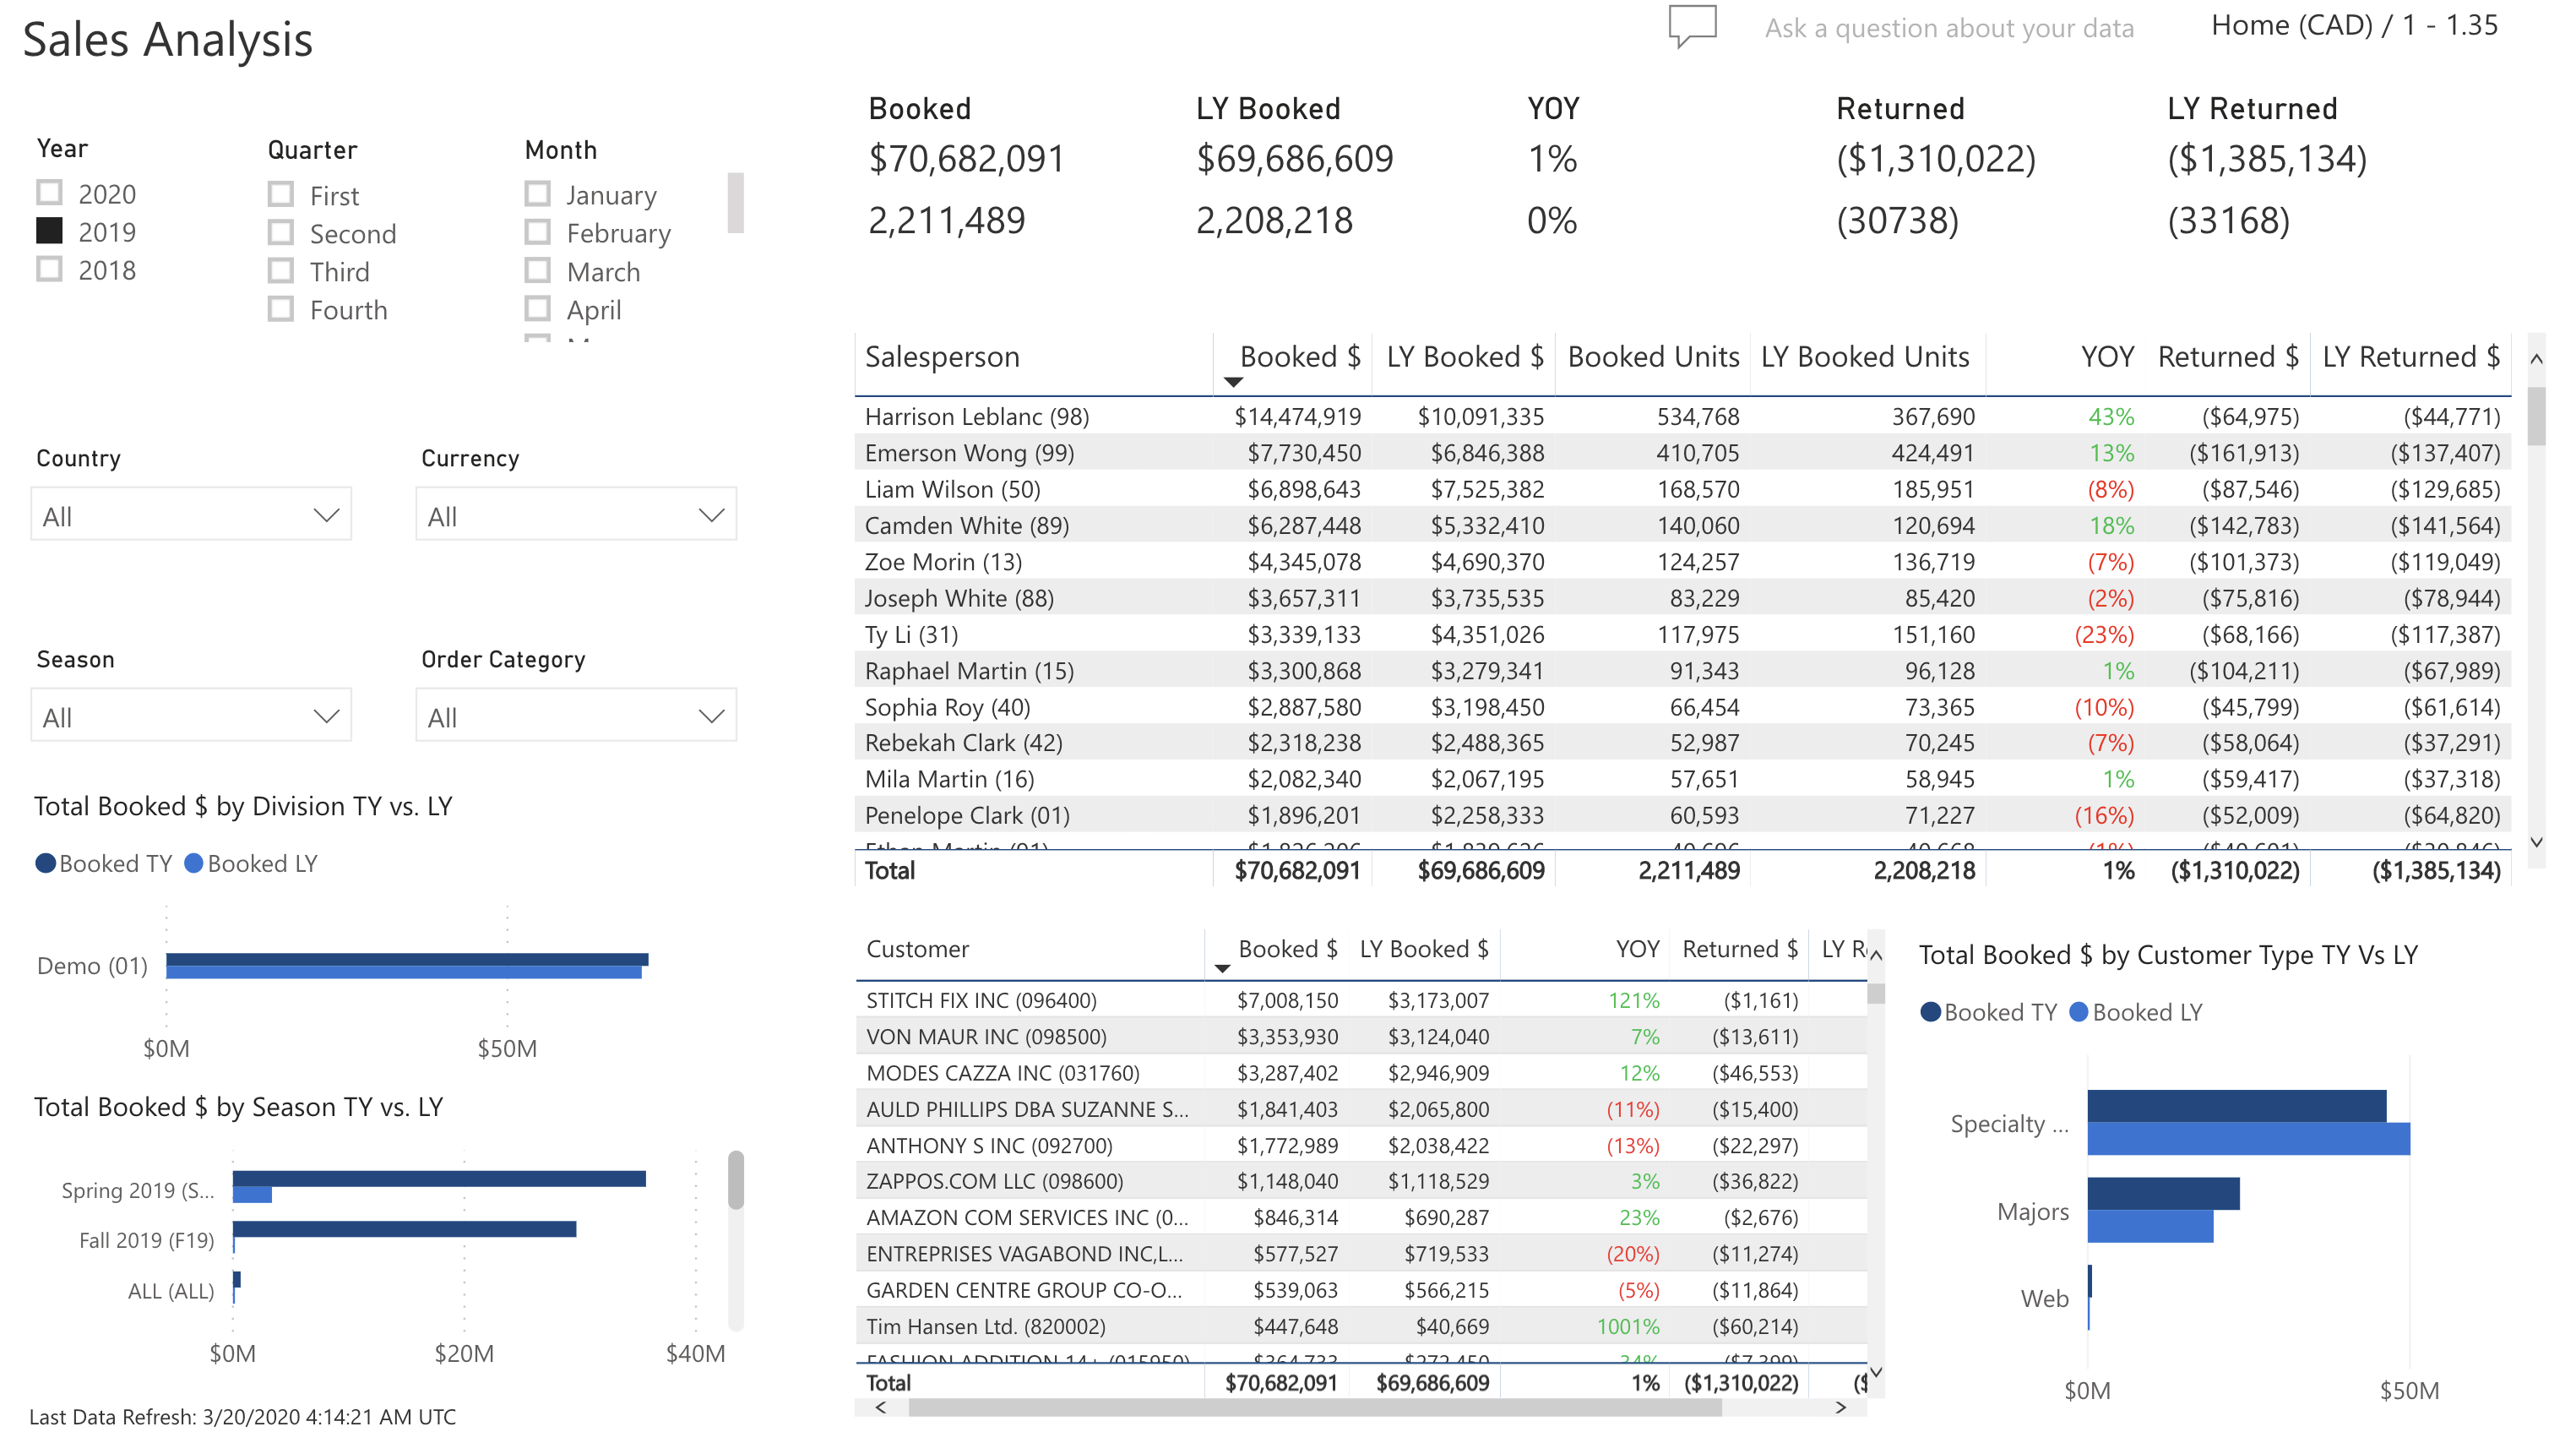 Sales Analysis
Ask a question about your data
Home (CAD) / 1 - 1.35
Booked LY Booked YOY Returned LY Returned
$70,682,091 $69,686,609 1% ($1,310,022) ($1,385,134)
2,211,489 2,208,218 0% (30738) (33168)
Year
2020
2019
2018
Quarter
First
Second
Third
Fourth
Month
January
February
March
April
Country
All
Currency
All
Season
All
Order Category
All
Salesperson Booked $ LY Booked $ Booked Units LY Booked Units YOY Returned $ LY Returned $
Harrison Leblanc (98) $14,474,919 $10,091,335 534,768 367,690 43% ($64,975) ($44,771)
Emerson Wong (99) $7,730,450 $6,846,388 410,705 424,491 13% ($161,913) ($137,407)
Liam Wilson (50) $6,898,643 $7,525,382 168,570 185,951 (8%) ($87,546) ($129,685)
Camden White (89) $6,287,448 $5,332,410 140,060 120,694 18% ($142,783) ($141,564)
Zoe Morin (13) $4,345,078 $4,690,370 124,257 136,719 (7%) ($101,373) ($119,049)
Joseph White (88) $3,657,311 $3,735,535 83,229 85,420 (2%) ($75,816) ($78,944)
Ty Li (31) $3,339,133 $4,351,026 117,975 151,160 (23%) ($68,166) ($117,387)
Raphael Martin (15) $3,300,868 $3,279,341 91,343 96,128 1% ($104,211) ($67,989)
Sophia Roy (40) $2,887,580 $3,198,450 66,454 73,365 (10%) ($45,799) ($61,614)
Rebekah Clark (42) $2,318,238 $2,488,365 52,987 70,245 (7%) ($58,064) ($37,291)
Mila Martin (16) $2,082,340 $2,067,195 57,651 58,945 1% ($59,417) ($37,318)
Penelope Clark (01) $1,896,201 $2,258,333 60,593 71,227 (16%) ($52,009) ($64,820)
Total $70,682,091 $69,686,609 2,211,489 2,208,218 1% ($1,310,022) ($1,385,134)
Total Booked $ by Division TY vs. LY
Booked TY Booked LY
Demo (01)
$0M $50M
Total Booked $ by Season TY vs. LY
Spring 2019 (S...
Fall 2019 (F19)
ALL (ALL)
$0M $20M $40M
Last Data Refresh: 3/20/2020 4:14:21 AM UTC
Customer Booked $ LY Booked $ YOY Returned $ LY R
STITCH FIX INC (096400) $7,008,150 $3,173,007 121% ($1,161)
VON MAUR INC (098500) $3,353,930 $3,124,040 7% ($13,611)
MODES CAZZA INC (031760) $3,287,402 $2,946,909 12% ($46,553)
AULD PHILLIPS DBA SUZANNE S... $1,841,403 $2,065,800 (11%) ($15,400)
ANTHONY S INC (092700) $1,772,989 $2,038,422 (13%) ($22,297)
ZAPPOS.COM LLC (098600) $1,148,040 $1,118,529 3% ($36,822)
AMAZON COM SERVICES INC (0... $846,314 $690,287 23% ($2,676)
ENTREPRISES VAGABOND INC,L... $577,527 $719,533 (20%) ($11,274)
GARDEN CENTRE GROUP CO-O... $539,063 $566,215 (5%) ($11,864)
Tim Hansen Ltd. (820002) $447,648 $40,669 1001% ($60,214)
Total $70,682,091 $69,686,609 1% ($1,310,022) ($
Total Booked $ by Customer Type TY Vs LY
Booked TY Booked LY
Specialty ...
Majors
Web
$0M $50M